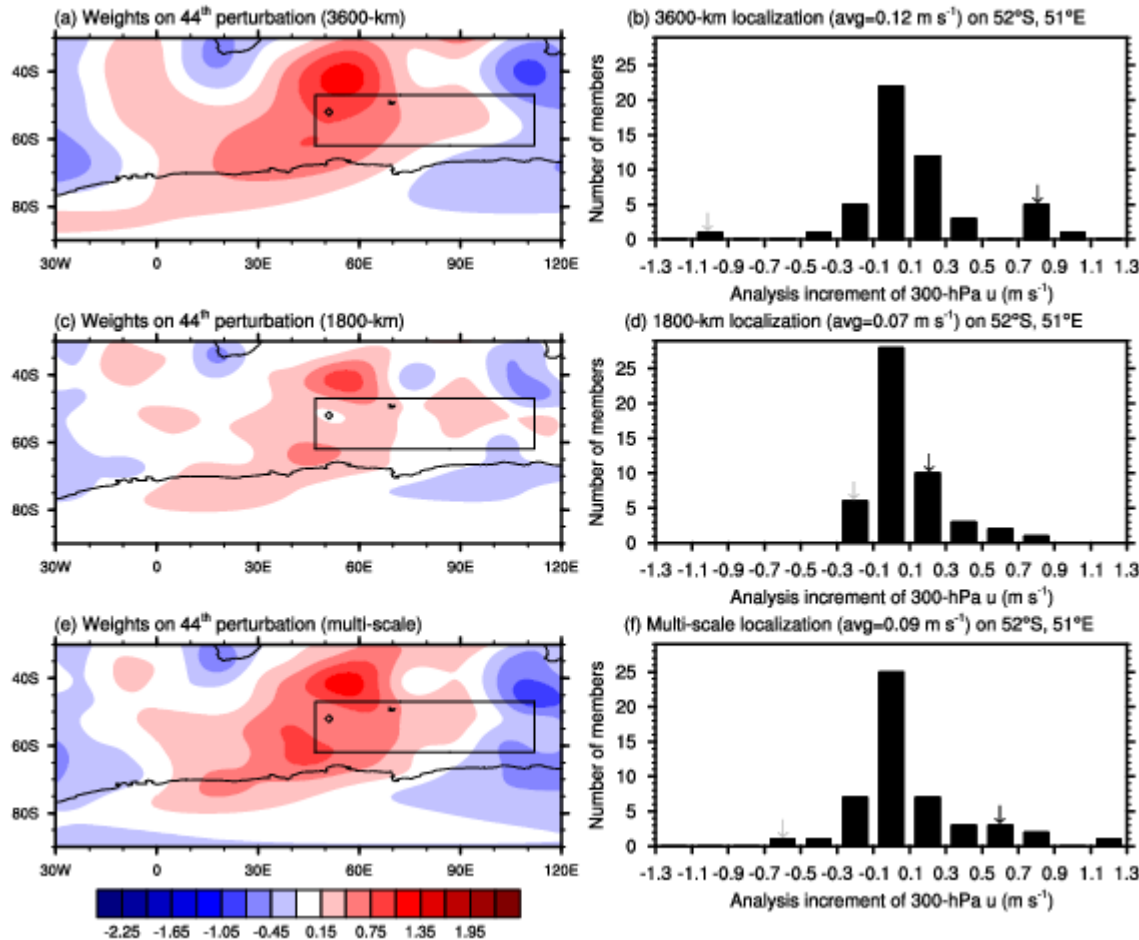 (a) Weights on 44th perturbation (3600-km)
40S
60S
80S
30W 0 30E 60E 90E 120E
(b) 3600-km localization (avg=0.12 m s-1) on 52ºS, 51ºE
Number of members
25
20
15
10
5
0
-1.3 -1.1 -0.9 -0.7 -0.5 -0.3 -0.1 0.1 0.3 0.5 0.7 0.9 1.1 1.3
Analysis increment of 300-hPa u (m s-1)
(c) Weights on 44th perturbation (1800-km)
40S
60S
80S
30W 0 30E 60E 90E 120E
(d) 1800-km localization (avg=0.07 m s-1) on 52ºS, 51ºE
Number of members
25
20
15
10
5
0
-1.3 -1.1 -0.9 -0.7 -0.5 -0.3 -0.1 0.1 0.3 0.5 0.7 0.9 1.1 1.3
Analysis increment of 300-hPa u (m s-1)
(e) Weights on 44th perturbation (multi-scale)
40S
60S
80S
30W 0 30E 60E 90E 120E
-2.25 -1.65 -1.05 -0.45 0.15 0.75 1.35 1.95
(f) Multi-scale localization (avg=0.09 m s-1) on 52ºS, 51ºE
Number of members
25
20
15
10
5
0
-1.3 -1.1 -0.9 -0.7 -0.5 -0.3 -0.1 0.1 0.3 0.5 0.7 0.9 1.1 1.3
Analysis increment of 300-hPa u (m s-1)